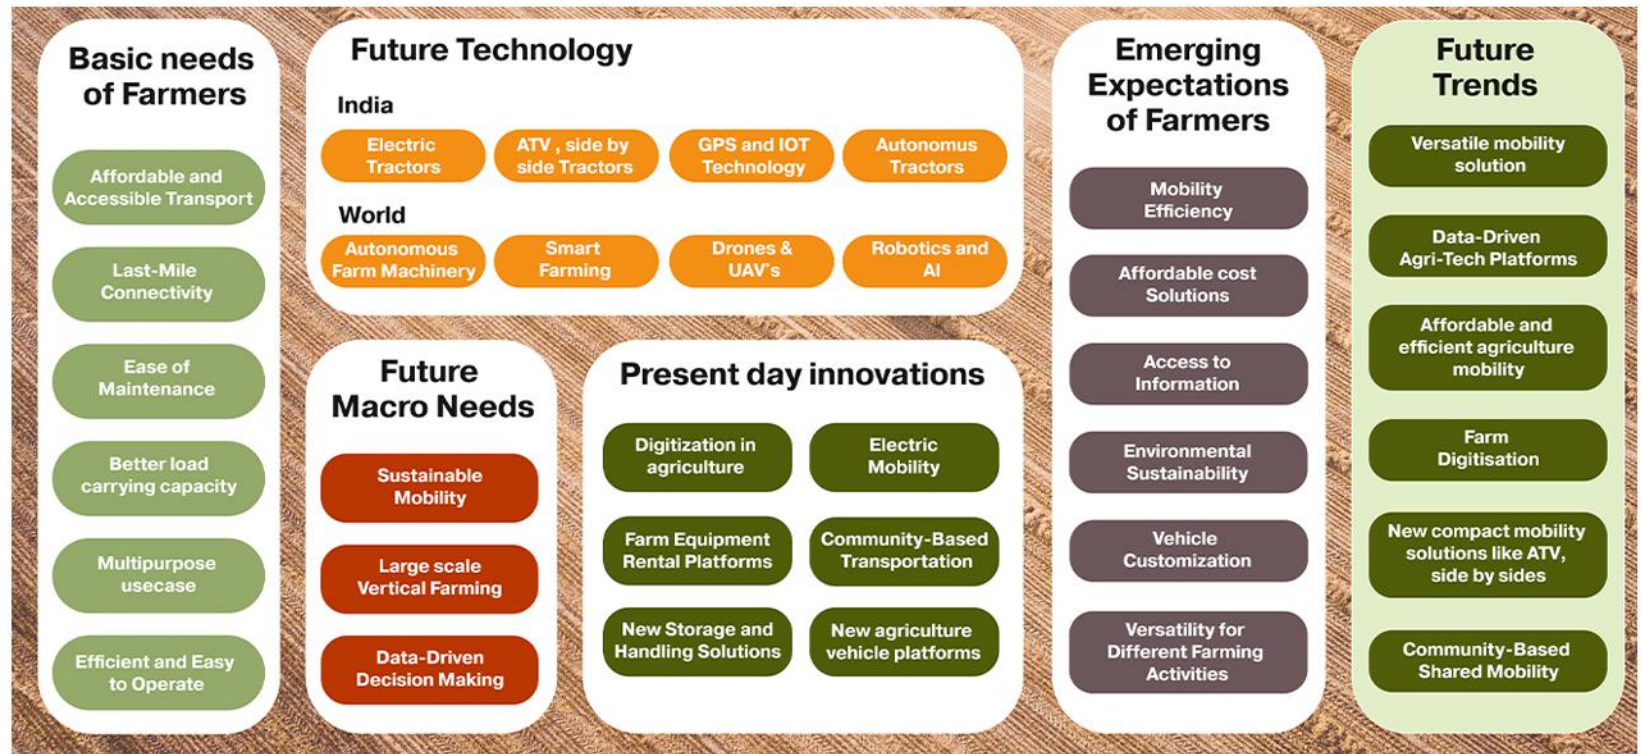 Basic needs
of Farmers
Affordable and
Accessible Transport
Last-Mile
Connectivity
Ease of
Maintenance
Better load
carrying capacity
Multipurpose
usecase
Efficient and Easy
to Operate
Future Technology
India
Electric
Tractors
ATV , side by
side Tractors
GPS and IOT
Technology
Autonomus
Tractors
World
Autonomous
Farm Machinery
Smart
Farming
Drones &
UAV's
Robotics and
AI
Future
Macro Needs
Sustainable
Mobility
Large scale
Vertical Farming
Data-Driven
Decision Making
Present day innovations
Digitization in
agriculture
Electric
Mobility
Farm Equipment
Rental Platforms
Community-Based
Transportation
New Storage and
Handling Solutions
New agriculture
vehicle platforms
Emerging
Expectations
of Farmers
Mobility
Efficiency
Affordable cost
Solutions
Access to
Information
Environmental
Sustainability
Vehicle
Customization
Versatility for
Different Farming
Activities
Future
Trends
Versatile mobility
solution
Data-Driven
Agri-Tech Platforms
Affordable and
efficient agriculture
mobility
Farm
Digitisation
New compact mobility
solutions like ATV,
side by sides
Community-Based
Shared Mobility